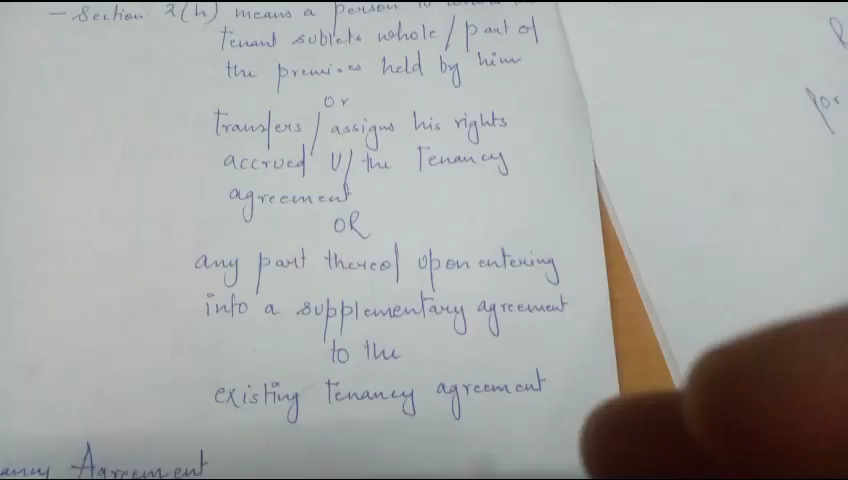 - Section 2(h) means a person to whom
tenant sublets whole / part of
the premises held by him
or
transfers / assigns his rights
accrued U/the Tenancy
agreement
OR
any part thereof upon entering
into a supplementary agreement
to the
existing Tenancy agreement
Agreement
por